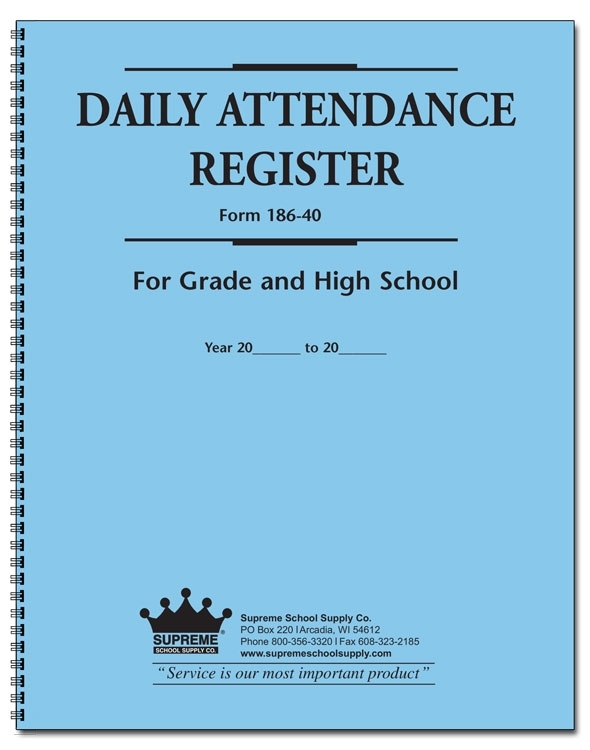 DAILY ATTENDANCE
REGISTER
Form 186-40
For Grade and High School
Year 20______ to 20______
SUPREME®
SCHOOL SUPPLY CO.
Supreme School Supply Co.
PO Box 220 | Arcadia, WI 54612
Phone 800-356-3320 | Fax 608-323-2185
www.supremeschoolsupply.com
“Service is our most important product”